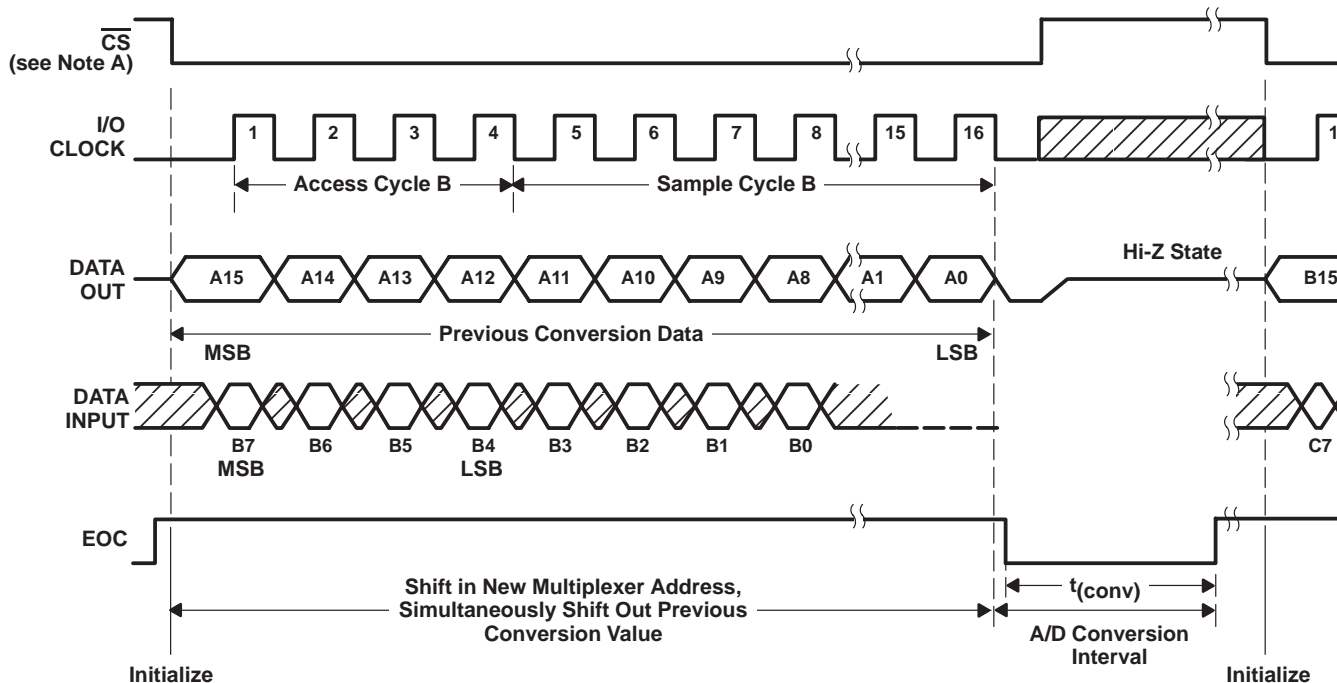 CS
(see Note A)
I/O
CLOCK
1 2 3 4 5 6 7 8 15 16 1
Access Cycle B Sample Cycle B
Hi-Z State
DATA
OUT
A15 A14 A13 A12 A11 A10 A9 A8 A1 A0 B15
Previous Conversion Data
MSB LSB
DATA
INPUT
B7 B6 B5 B4 B3 B2 B1 B0 C7
MSB LSB
EOC
Shift in New Multiplexer Address,
Simultaneously Shift Out Previous
Conversion Value
t(conv)
A/D Conversion
Interval
Initialize Initialize